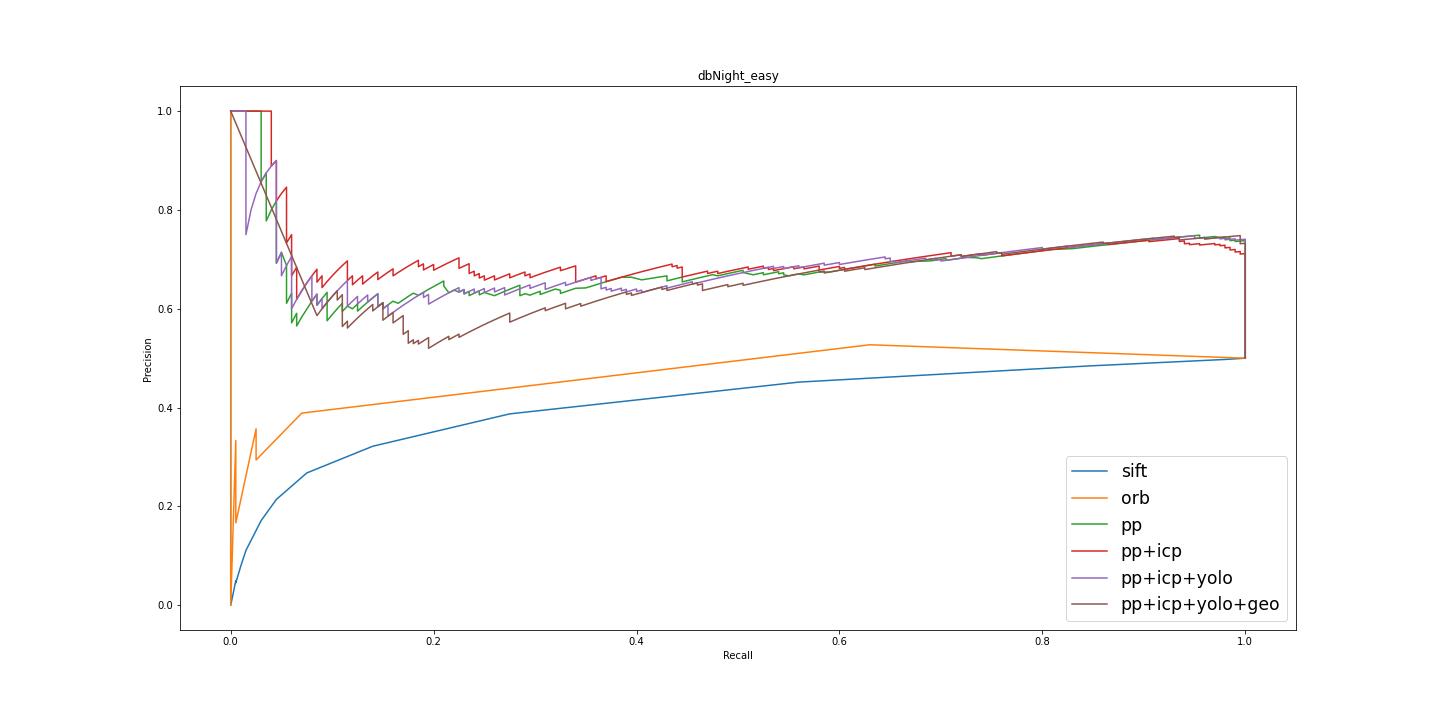 dbNight_easy
1.0
0.8
0.6
0.4
0.2
0.0
Precision
0.0
0.2
0.4
0.6
0.8
1.0
Recall
sift
orb
pp
pp+icp
pp+icp+yolo
pp+icp+yolo+geo